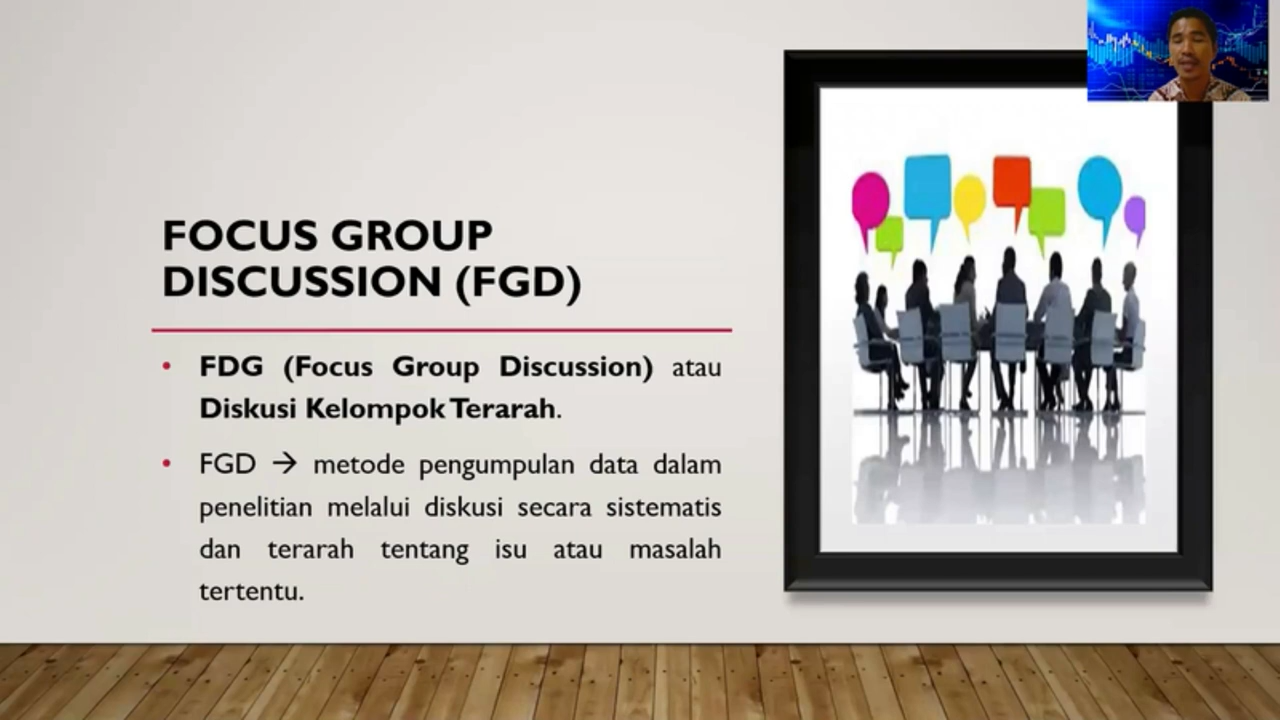 FOCUS GROUP
DISCUSSION (FGD)
• FDG (Focus Group Discussion) atau
Diskusi Kelompok Terarah.
• FGD → metode pengumpulan data dalam
penelitian melalui diskusi secara sistematis
dan terarah tentang isu atau masalah
tertentu.